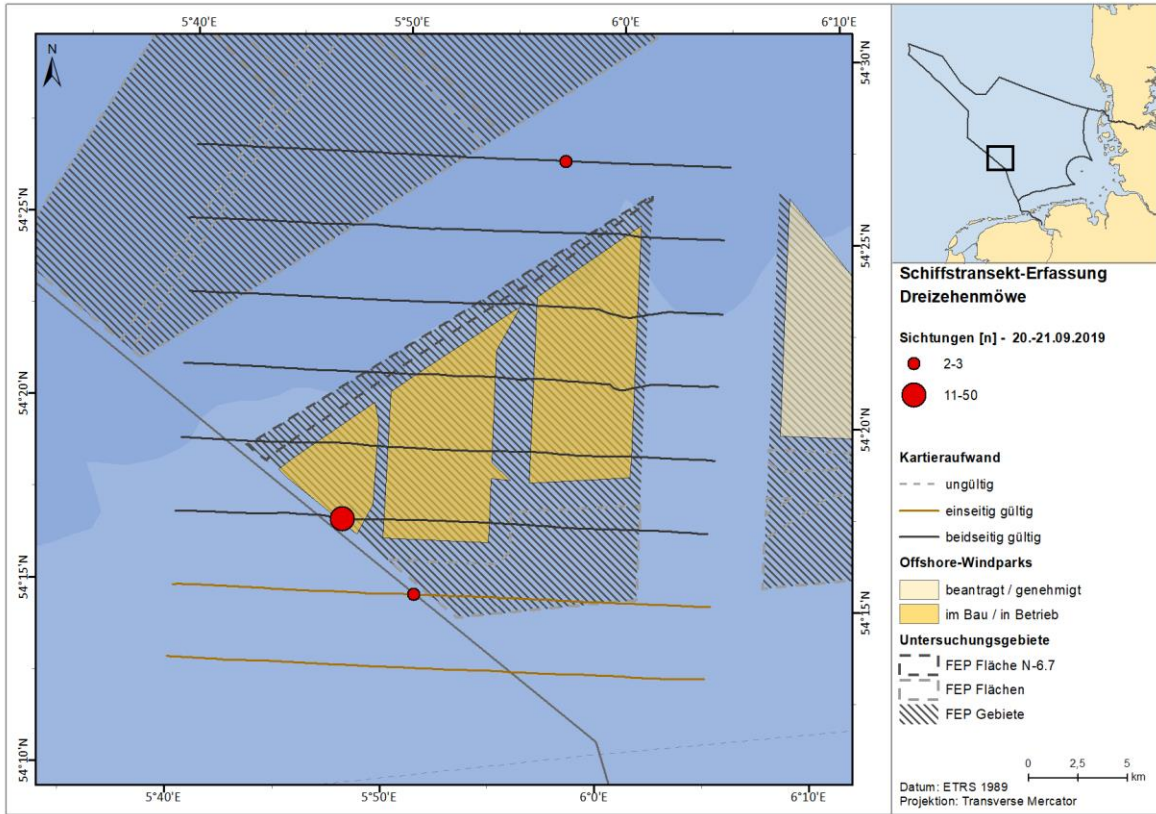 5°40'E 5°50'E 6°0'E 6°10'E
N
54°30'N
54°25'N
54°25'N
54°20'N
54°20'N
54°15'N
54°15'N
54°10'N
5°40'E 5°50'E 6°0'E 6°10'E
Schiffstransekt-Erfassung
Dreizehenmöwe
Sichtungen [n] - 20.-21.09.2019
2-3
11-50
Kartieraufwand
ungültig
einseitig gültig
beidseitig gültig
Offshore-Windparks
beantragt / genehmigt
im Bau / in Betrieb
Untersuchungsgebiete
FEP Fläche N-6.7
FEP Flächen
FEP Gebiete
0 2,5 5
km
Datum: ETRS 1989
Projektion: Transverse Mercator